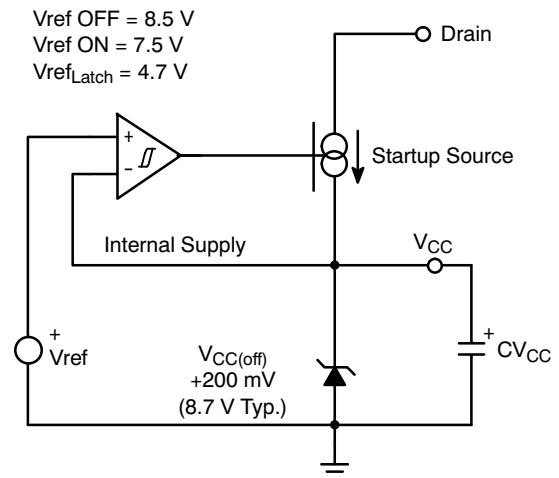 Vref OFF = 8.5 V
Vref ON = 7.5 V
VrefLatch = 4.7 V
Drain
+
-
Startup Source
Internal Supply
VCC
+
Vref
VCC(off)
+200 mV
(8.7 V Typ.)
+
CVCC